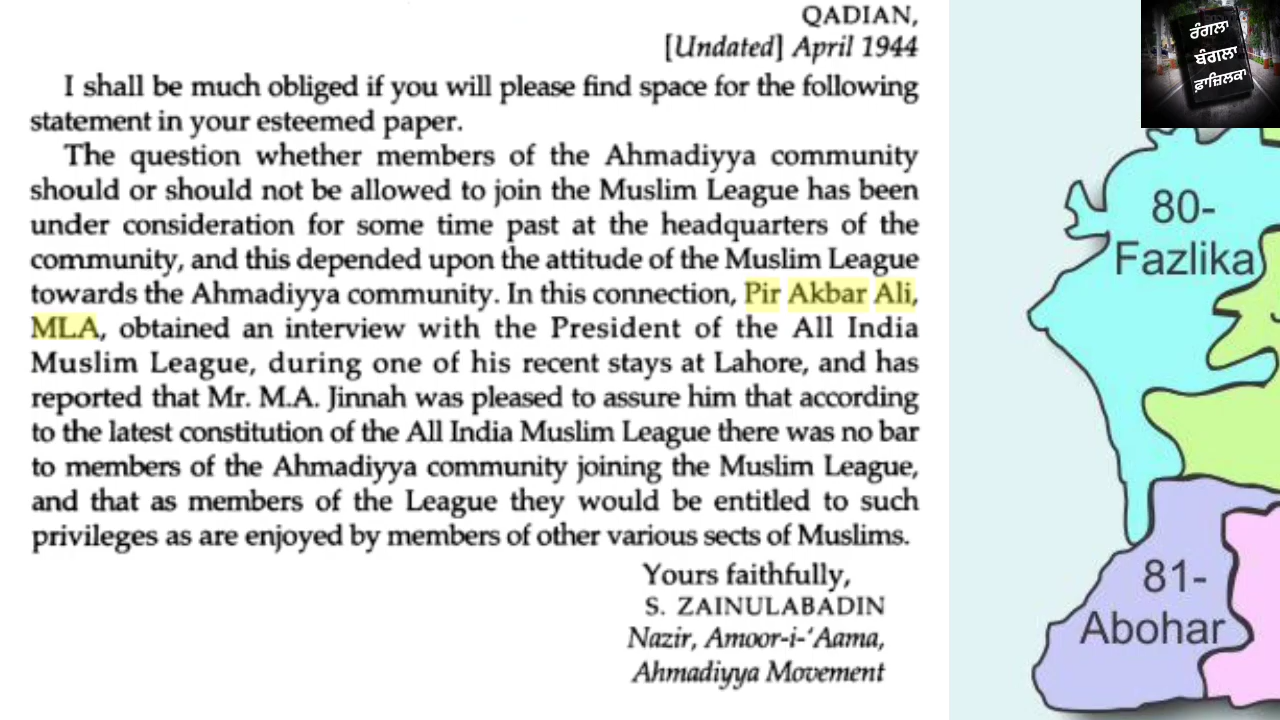 QADIAN,
[Undated] April 1944
I shall be much obliged if you will please find space for the following
statement in your esteemed paper.
The question whether members of the Ahmadiyya community
should or should not be allowed to join the Muslim League has been
under consideration for some time past at the headquarters of the
community, and this depended upon the attitude of the Muslim League
towards the Ahmadiyya community. In this connection, Pir Akbar Ali,
MLA, obtained an interview with the President of the All India
Muslim League, during one of his recent stays at Lahore, and has
reported that Mr. M.A. Jinnah was pleased to assure him that according
to the latest constitution of the All India Muslim League there was no bar
to members of the Ahmadiyya community joining the Muslim League,
and that as members of the League they would be entitled to such
privileges as are enjoyed by members of other various sects of Muslims.
Yours faithfully,
S. ZAINULABADIN
Nazir, Amoor-i-'Aama,
Ahmadiyya Movement
ਰੰਗਲਾ
ਬੰਗਲਾ
ਫ਼ਾਜ਼ਿਲਕਾ
80-
Fazlika
81-
Abohar